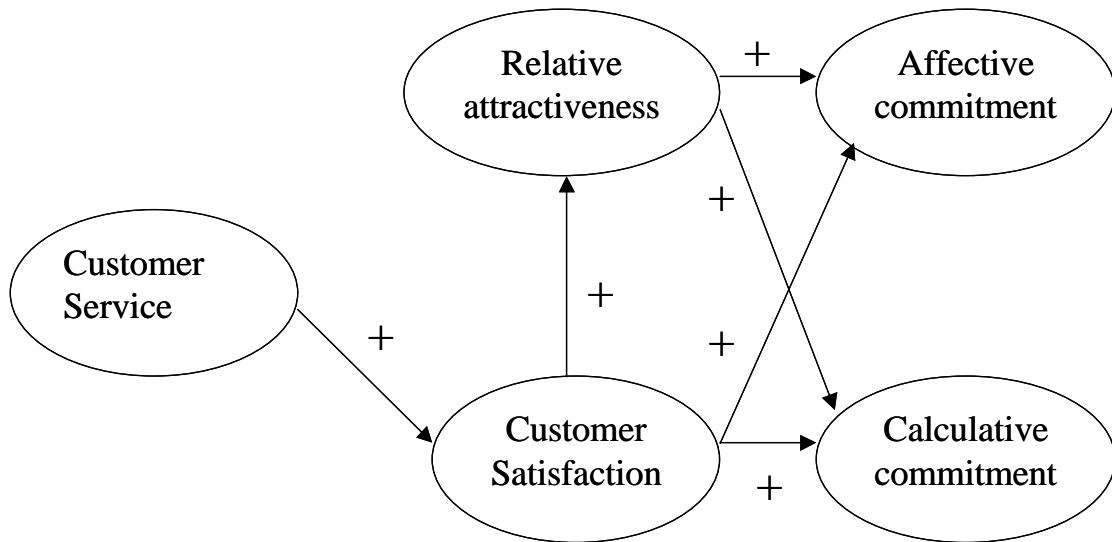 Relative
attractiveness
+
Affective
commitment
+
Customer
Service
+
+
+
Customer
Satisfaction
+
Calculative
commitment